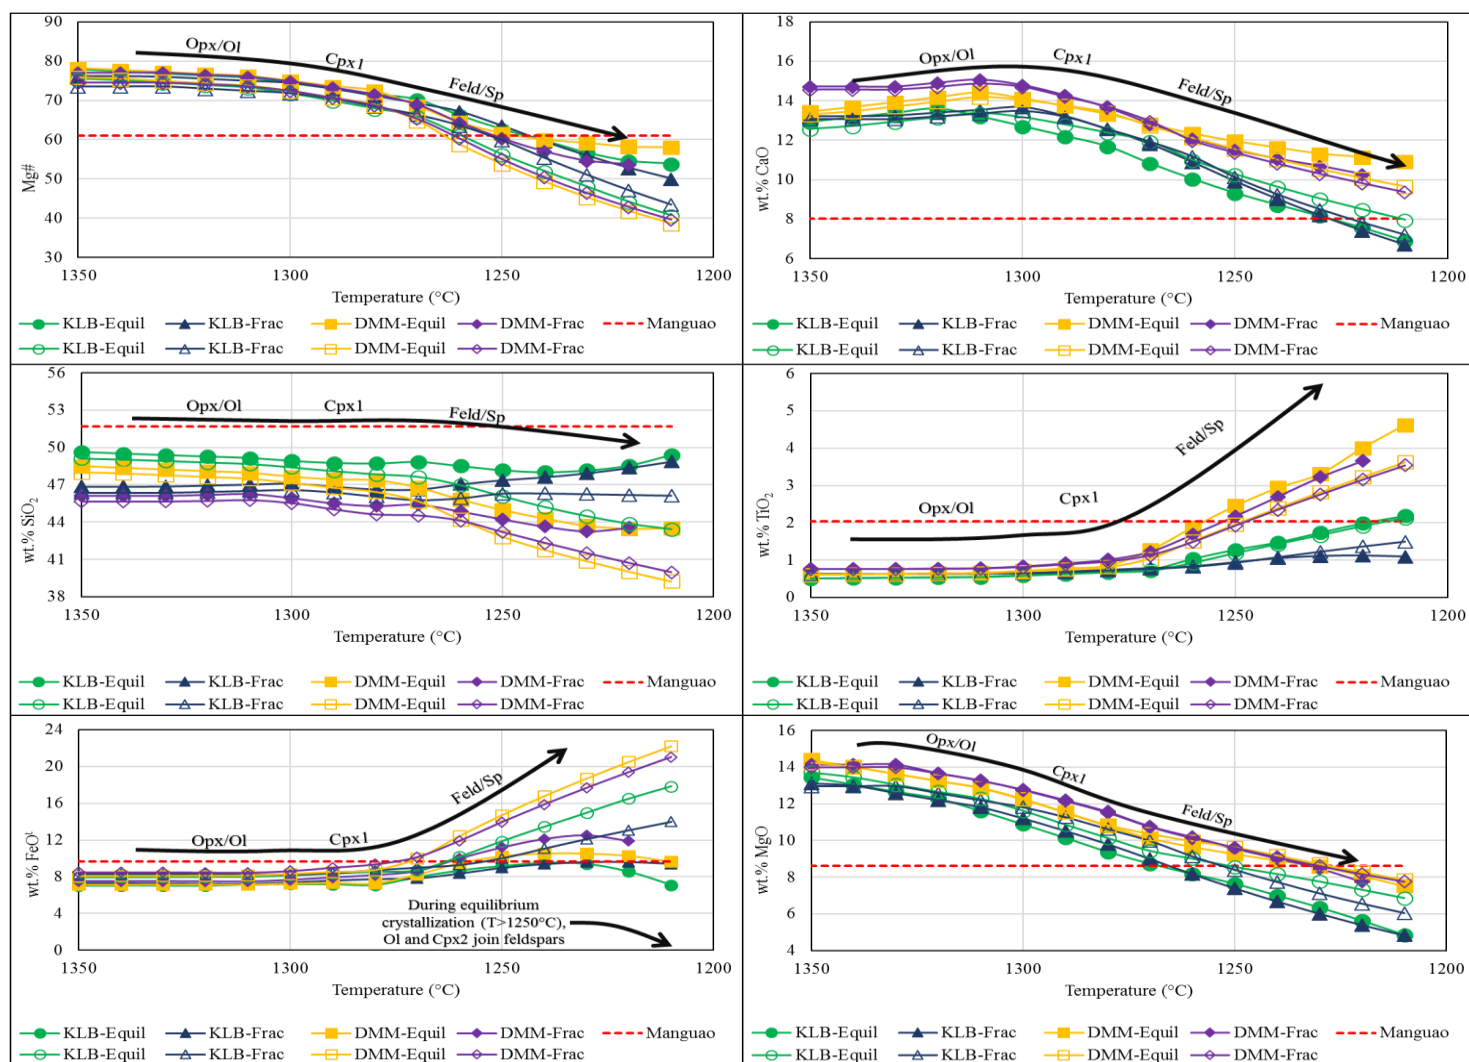 90
80
70
60
50
40
30
Mg#
Opx/Ol
Cpx1
Feld/Sp
1350
1300
1250
1200
Temperature (°C)
KLB-Equil
KLB-Frac
DMM-Equil
DMM-Frac
Manguao
KLB-Equil
KLB-Frac
DMM-Equil
DMM-Frac
18
16
14
12
10
8
6
wt.% CaO
Opx/Ol
Cpx1
Feld/Sp
1350
1300
1250
1200
Temperature (°C)
KLB-Equil
KLB-Frac
DMM-Equil
DMM-Frac
Manguao
KLB-Equil
KLB-Frac
DMM-Equil
DMM-Frac
56
53
50
47
44
41
38
wt.% SiO₂
Opx/Ol
Cpx1
Feld/Sp
1350
1300
1250
1200
Temperature (°C)
KLB-Equil
KLB-Frac
DMM-Equil
DMM-Frac
Manguao
KLB-Equil
KLB-Frac
DMM-Equil
DMM-Frac
6
5
4
3
2
1
0
wt.% TiO₂
Opx/Ol
Cpx1
Feld/Sp
1350
1300
1250
1200
Temperature (°C)
KLB-Equil
KLB-Frac
DMM-Equil
DMM-Frac
Manguao
KLB-Equil
KLB-Frac
DMM-Equil
DMM-Frac
24
20
16
12
8
4
0
wt.% FeOᵗ
Opx/Ol
Cpx1
Feld/Sp
During equilibrium
crystallization (T>1250°C),
Ol and Cpx2 join feldspars
1350
1300
1250
1200
Temperature (°C)
KLB-Equil
KLB-Frac
DMM-Equil
DMM-Frac
Manguao
KLB-Equil
KLB-Frac
DMM-Equil
DMM-Frac
16
14
12
10
8
6
4
wt.% MgO
Opx/Ol
Cpx1
Feld/Sp
1350
1300
1250
1200
Temperature (°C)
KLB-Equil
KLB-Frac
DMM-Equil
DMM-Frac
Manguao
KLB-Equil
KLB-Frac
DMM-Equil
DMM-Frac